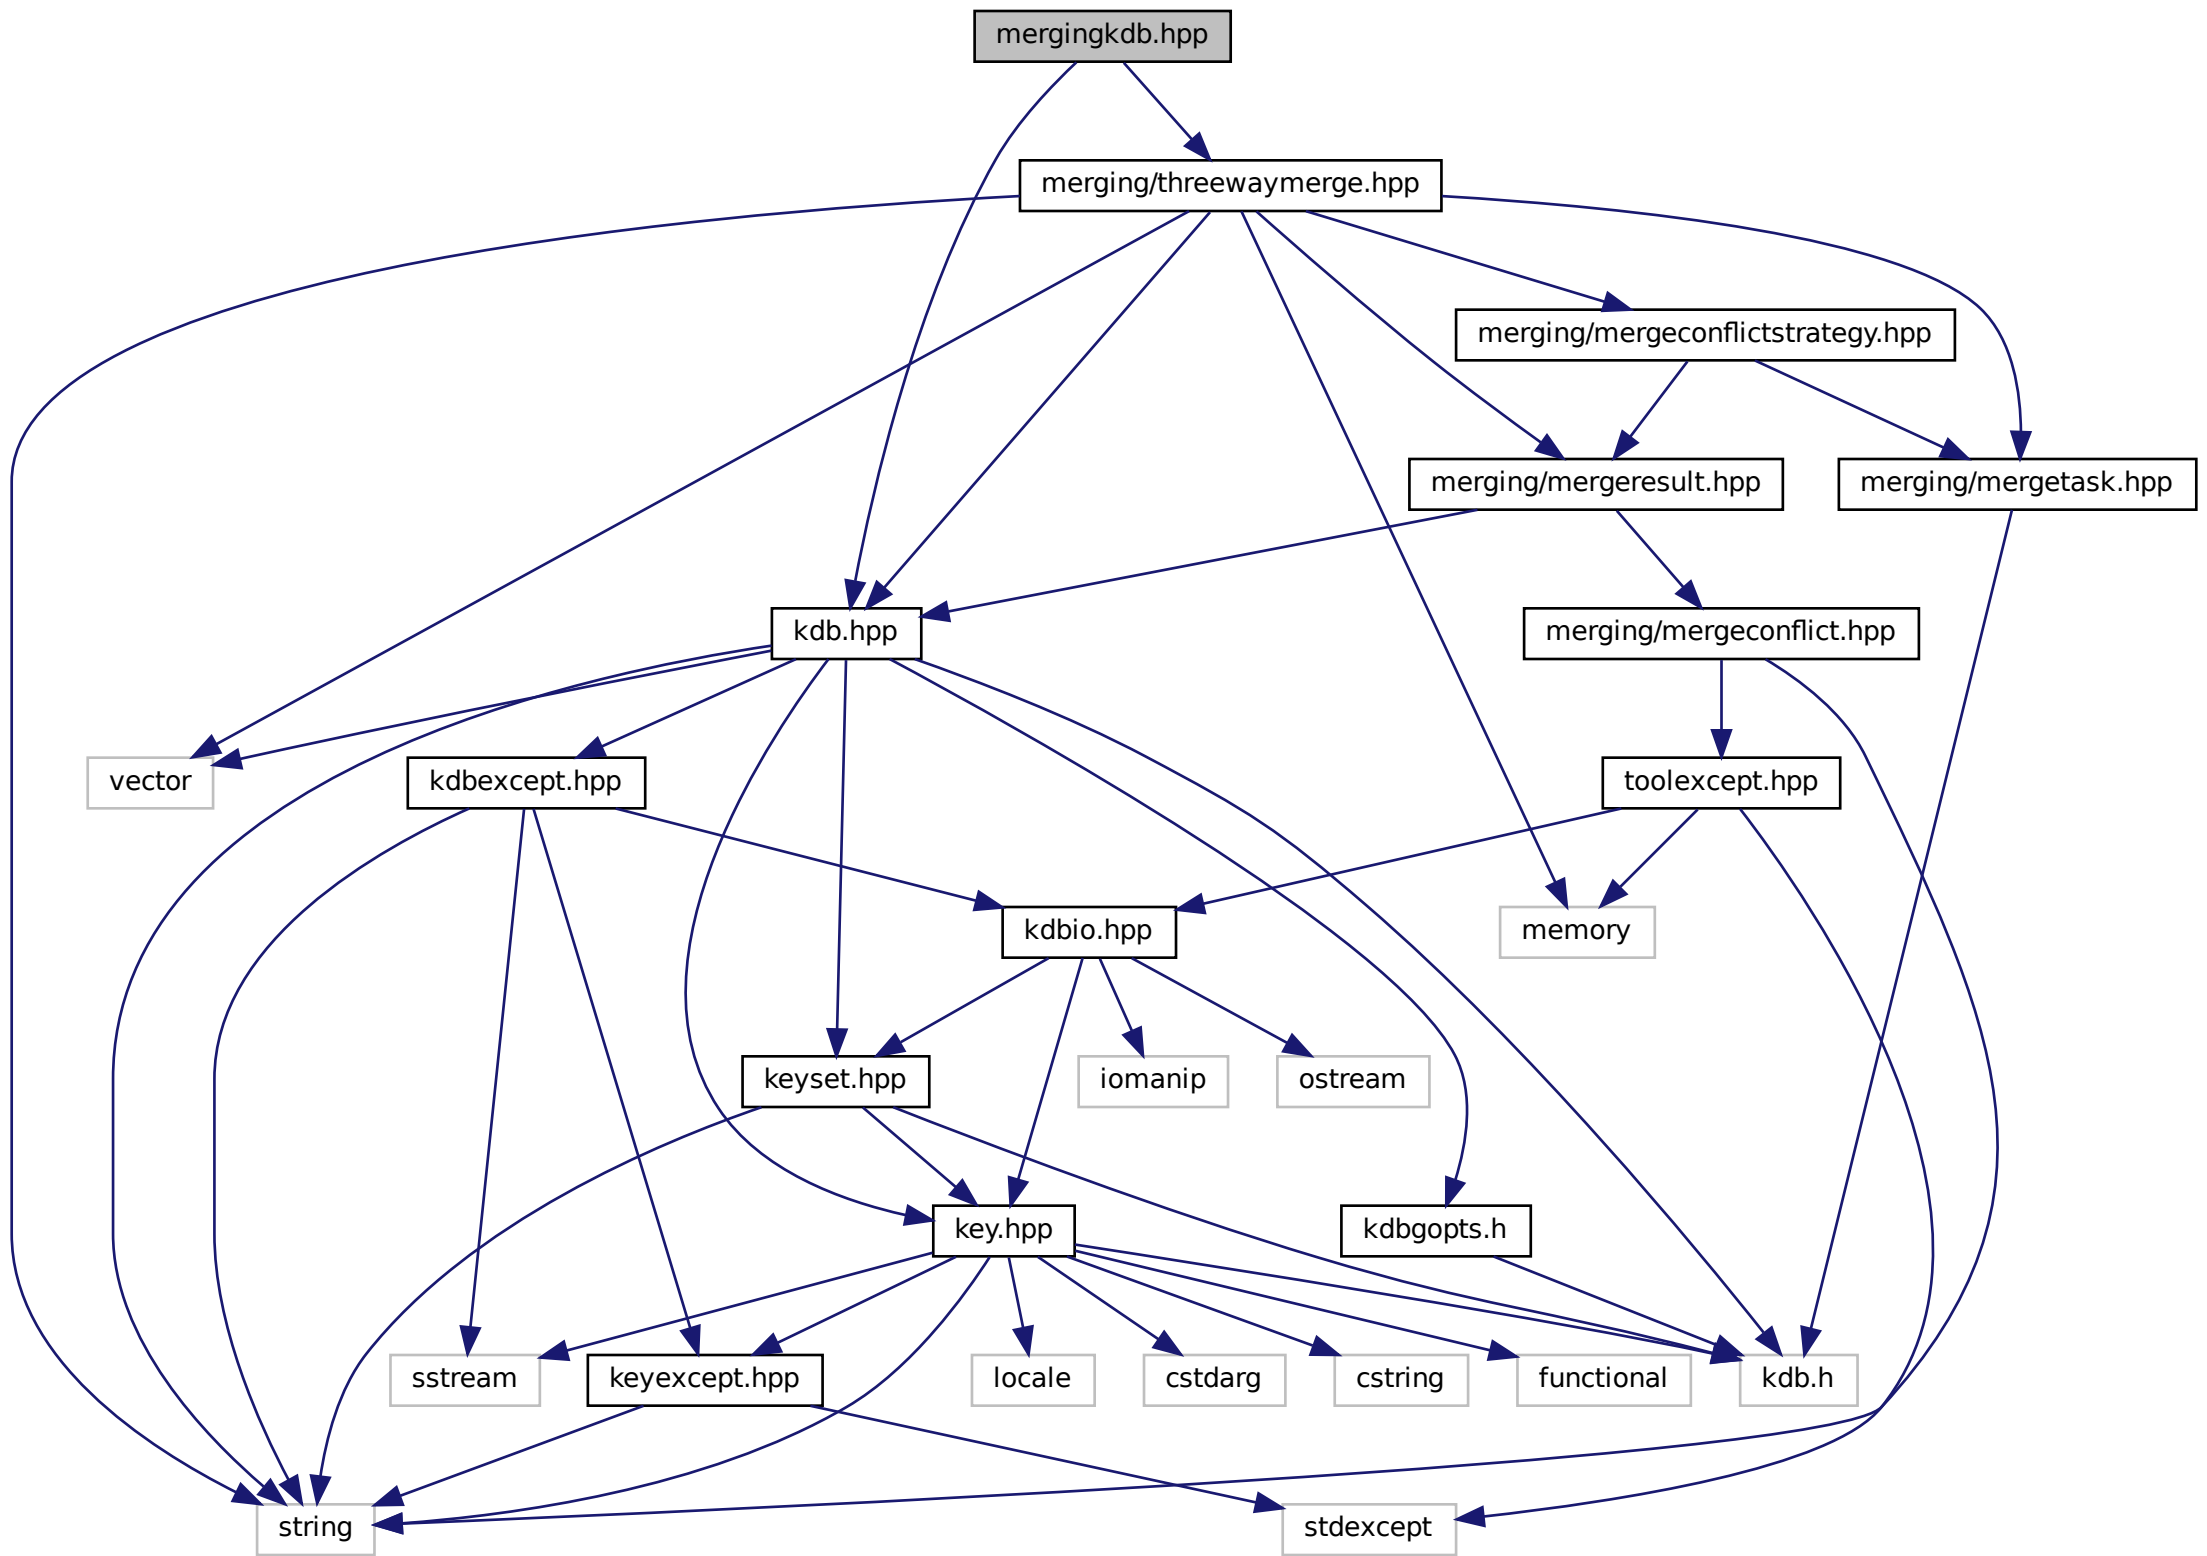 mergingkdb.hpp
merging/threewaymerge.hpp
merging/mergeconflictstrategy.hpp
merging/mergeresult.hpp
merging/mergetask.hpp
kdb.hpp
merging/mergeconflict.hpp
vector
kdbexcept.hpp
toolexcept.hpp
kdbio.hpp
memory
keyset.hpp
iomanip
ostream
key.hpp
kdbgopts.h
sstream
keyexcept.hpp
locale
cstdarg
cstring
functional
kdb.h
string
stdexcept